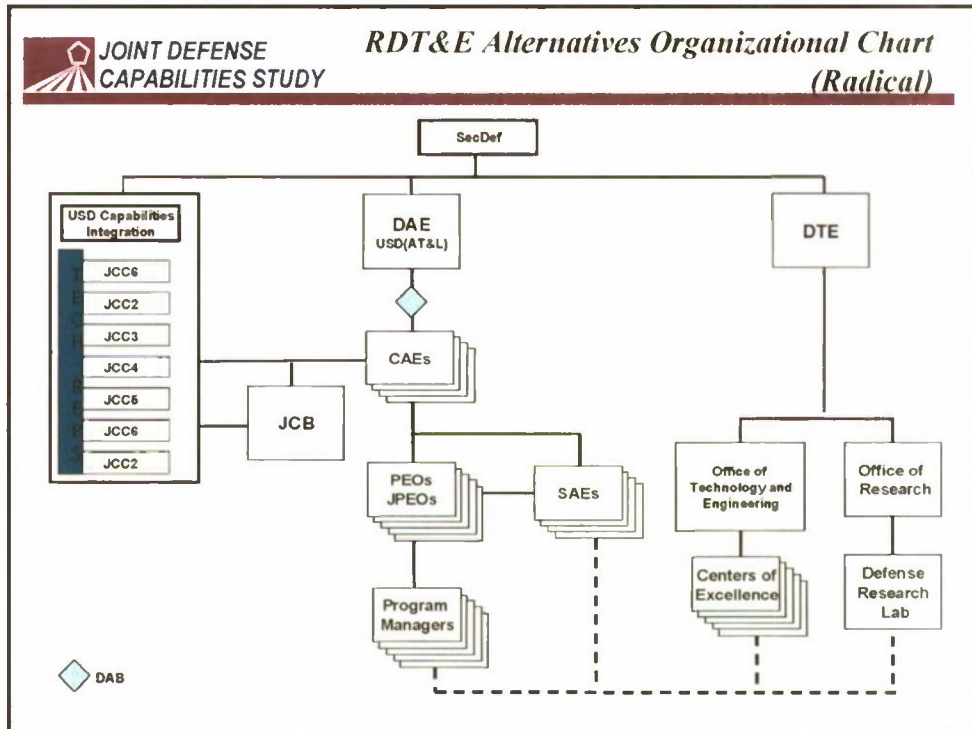 JOINT DEFENSE
CAPABILITIES STUDY
RDT&E Alternatives Organizational Chart
(Radical)
SecDef
USD Capabilities
Integration
TECH REPS
JCC6
JCC2
JCC3
JCC4
JCC5
JCC6
JCC2
DAE
USD(AT&L)
DTE
CAEs
JCB
PEOs
JPEOs
SAEs
Office of
Technology and
Engineering
Office of
Research
Program
Managers
Centers of
Excellence
Defense
Research
Lab
DAB